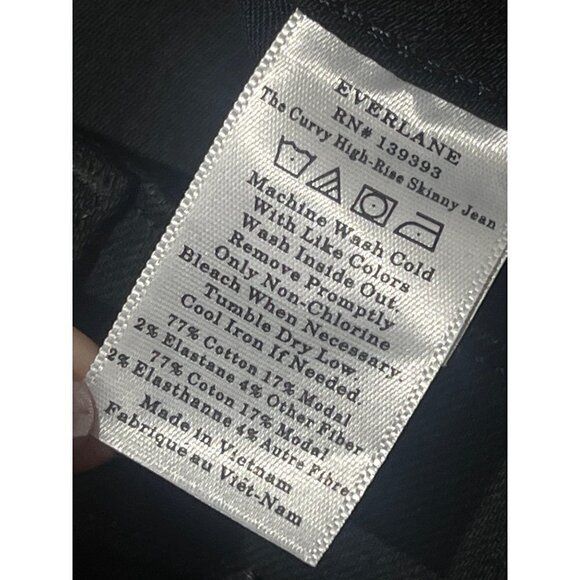 EVERLANE
RN# 139393
The Curvy High-Rise Skinny Jean
Machine Wash Cold
With Like Colors
Wash Inside Out.
Remove Promptly
Only Non-Chlorine
Bleach When Necessary.
Tumble Dry Low.
Cool Iron If Needed.
77% Cotton 17% Modal
2% Elastane 4% Other Fiber
77% Coton 17% Modal
2% Elasthanne 4% Autre Fibre
Made in Vietnam
Fabrique au Viêt-Nam